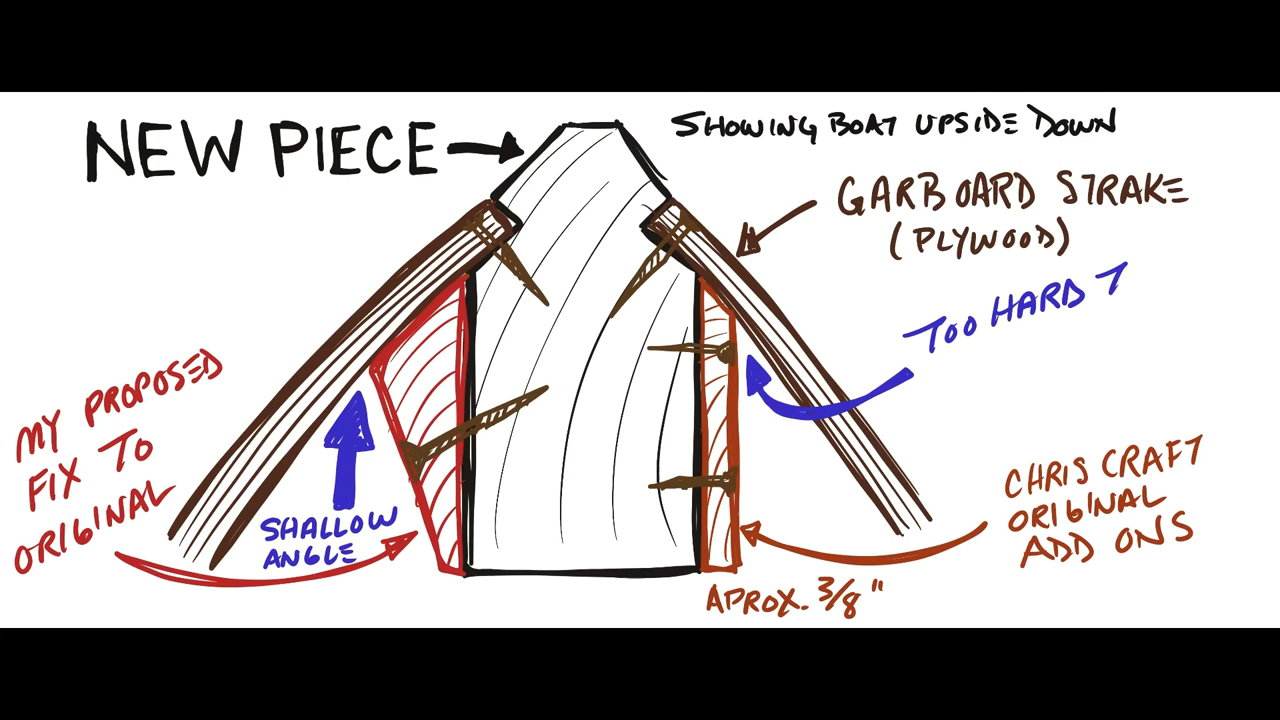 NEW PIECE
SHOWING BOAT UPSIDE DOWN
GARBOARD STRAKE
(PLYWOOD)
TOO HARD
MY PROPOSED
FIX TO
ORIGINAL
SHALLOW
ANGLE
CHRIS CRAFT
ORIGINAL
ADD ONS
APROX. 3/8"